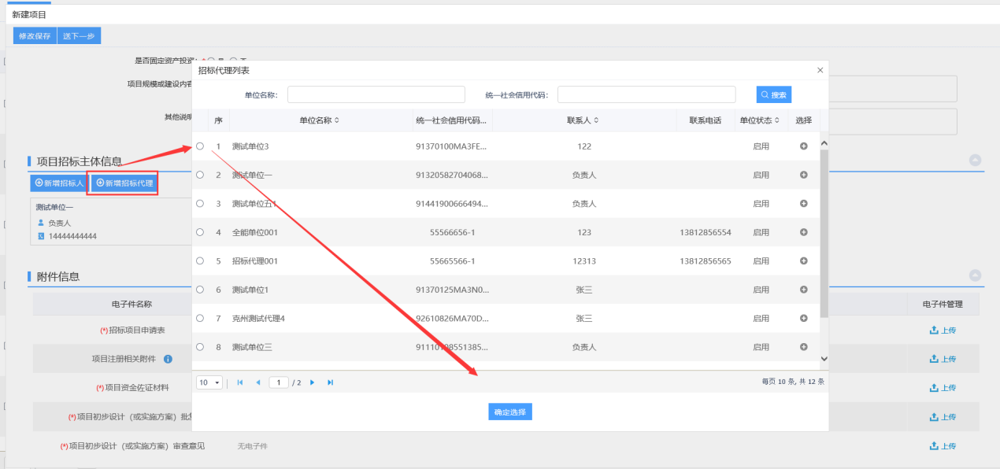 新建项目
修改保存 送下一步
是否固定资产投资: * 是 否
招标代理列表 ×
项目规模或建设内容
单位名称: 统一社会信用代码: 搜索
其他说明
序 单位名称 统一社会信用代码... 联系人 联系电话 单位状态 选择
1 测试单位3 91370100MA3FE... 122 启用
项目招标主体信息
2 测试单位一 91320582704068... 负责人 启用
新增招标人 新增招标代理
3 测试单位五1 91441900666494... 负责人 启用
测试单位一
负责人
14444444444
4 全能单位001 55566656-1 123 13812856554 启用
5 招标代理001 55665566-1 12313 13812856565 启用
附件信息
6 测试单位1 91370125MA3N0... 张三 启用
电子件名称 电子件管理
7 克州测试代理4 92610826MA70D... 张三 启用
(*)招标项目申请表 上传
8 测试单位三 91110108551385... 负责人 启用
项目注册相关附件 上传
10 1 / 2 每页 10 条, 共 12 条
(*)项目资金佐证材料 上传
确定选择
(*)项目初步设计（或实施方案）批 上传
(*)项目初步设计（或实施方案）审查意见 无电子件 上传